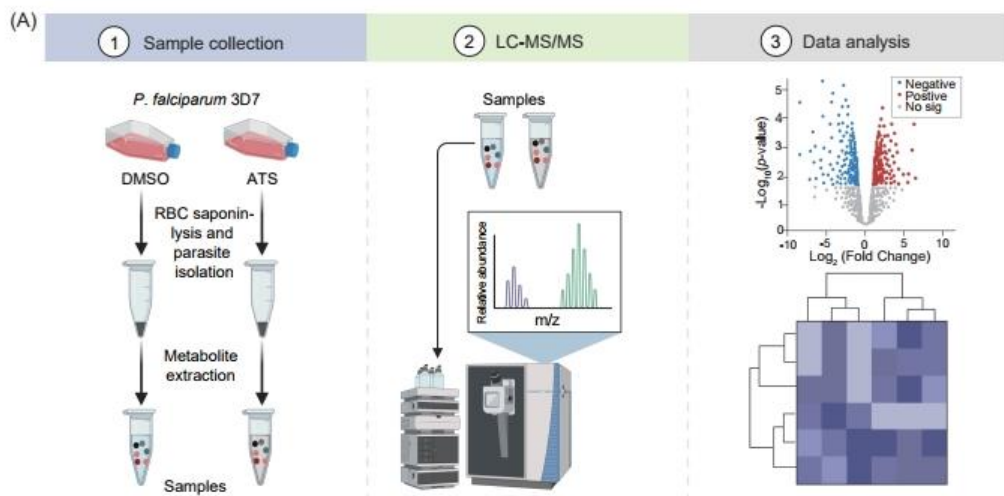 (A)
1 Sample collection
2 LC-MS/MS
3 Data analysis
P. falciparum 3D7
DMSO
ATS
RBC saponin-
lysis and
parasite
isolation
Metabolite
extraction
Samples
Samples
Relative abundance
m/z
Negative
Postive
No sig
-Log10(p-value)
5
4
3
2
1
0
-10
-5
0
5
10
Log2 (Fold Change)